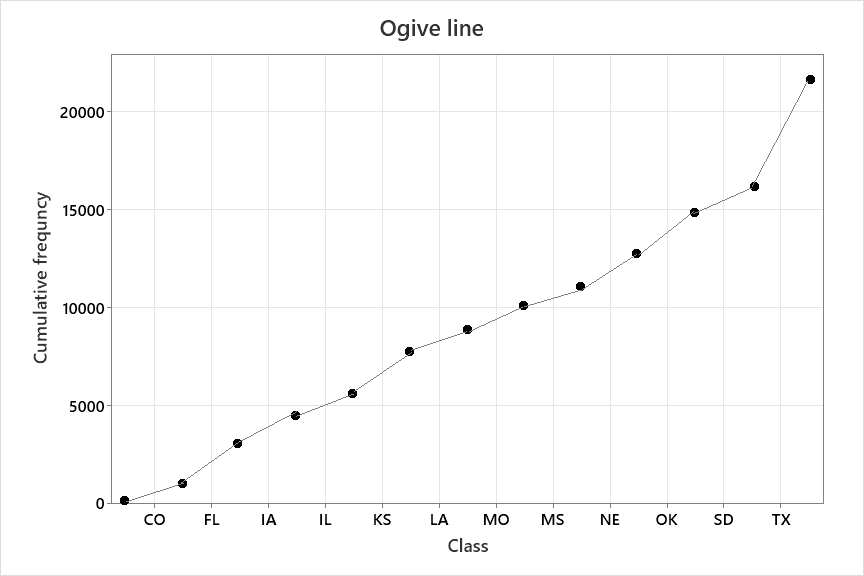 Ogive line
20000
15000
10000
5000
0
Cumulative frequncy
CO FL IA IL KS LA MO MS NE OK SD TX
Class